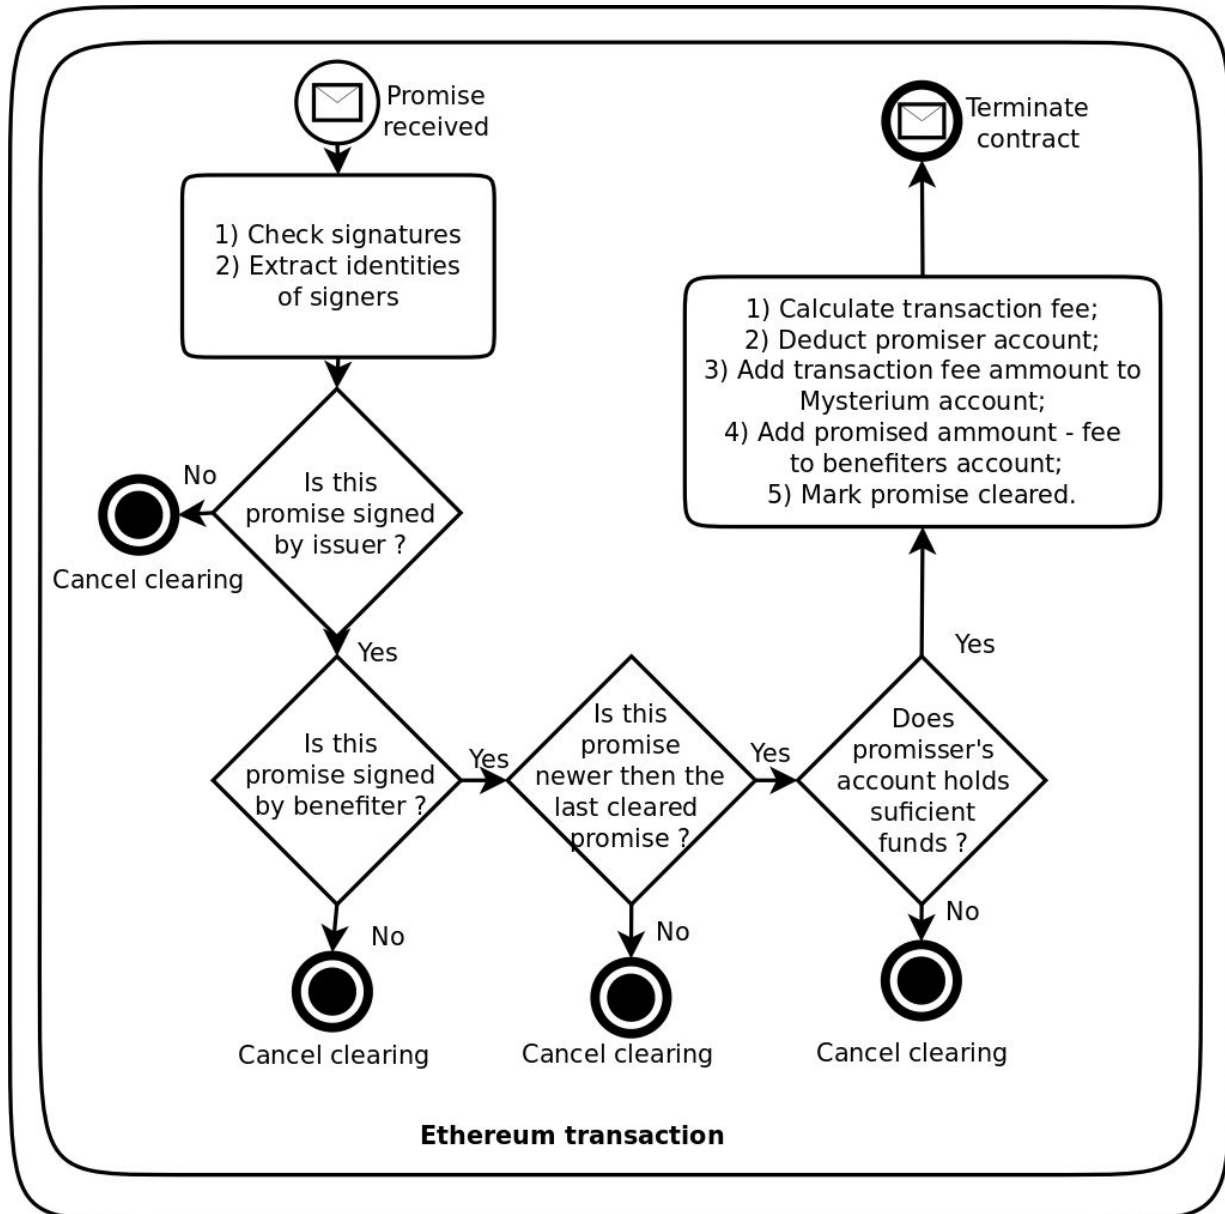 Promise
received
1) Check signatures
2) Extract identities
of signers
Is this
promise signed
by issuer ?
No
Cancel clearing
Yes
Is this
promise signed
by benefiter ?
No
Cancel clearing
Yes
Is this
promise
newer then the
last cleared
promise ?
No
Cancel clearing
Yes
Does
promisser's
account holds
suficient
funds ?
No
Cancel clearing
Yes
1) Calculate transaction fee;
2) Deduct promiser account;
3) Add transaction fee ammount to
Mysterium account;
4) Add promised ammount - fee
to benefiters account;
5) Mark promise cleared.
Terminate
contract
Ethereum transaction